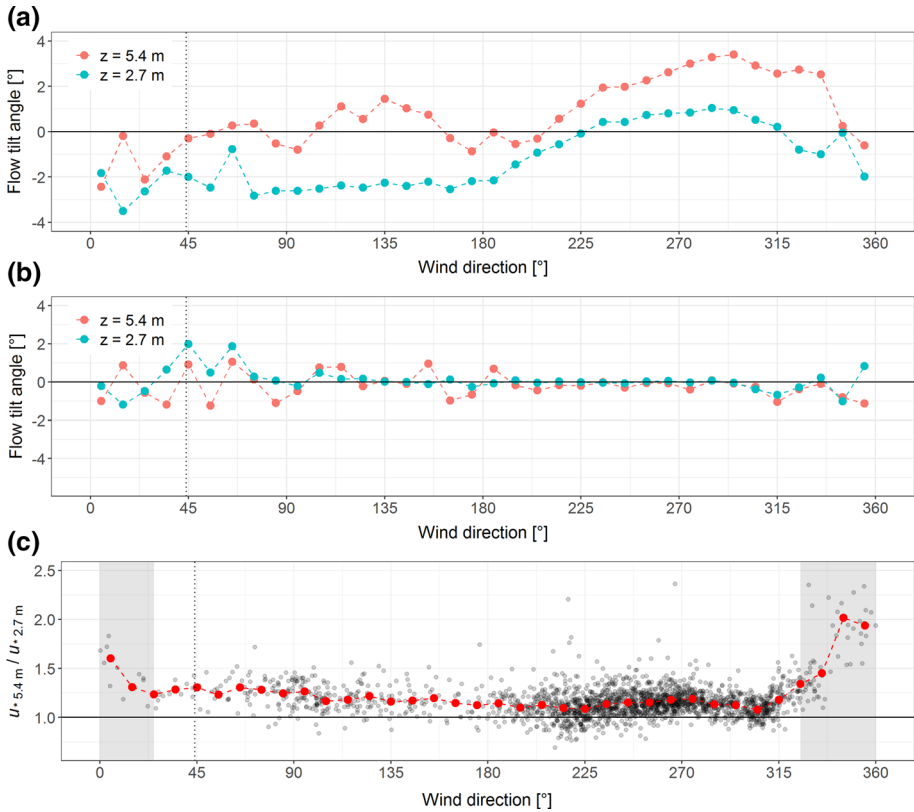 (a)
z = 5.4 m
z = 2.7 m
Flow tilt angle [°]
4
2
0
-2
-4
0 45 90 135 180 225 270 315 360
Wind direction [°]
(b)
z = 5.4 m
z = 2.7 m
Flow tilt angle [°]
4
2
0
-2
-4
0 45 90 135 180 225 270 315 360
Wind direction [°]
(c)
u* 5.4 m / u* 2.7 m
2.5
2.0
1.5
1.0
0 45 90 135 180 225 270 315 360
Wind direction [°]